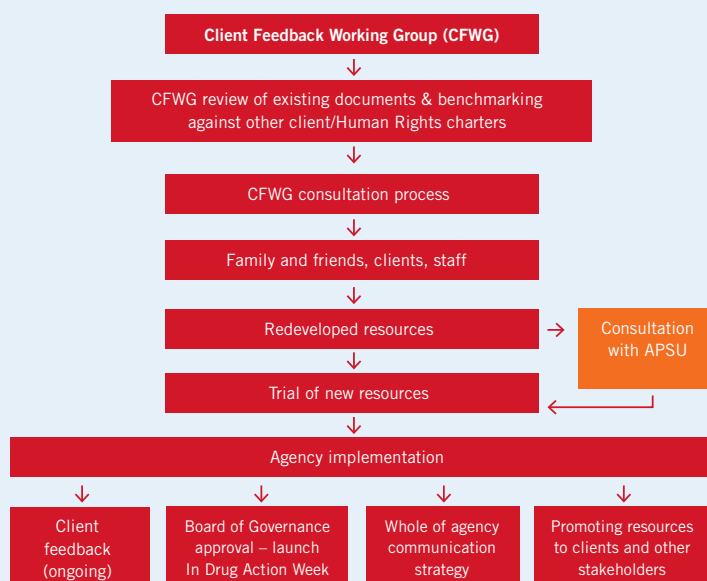 Client Feedback Working Group (CFWG)
CFWG review of existing documents & benchmarking
against other client/Human Rights charters
CFWG consultation process
Family and friends, clients, staff
Redeveloped resources
Consultation
with APSU
Trial of new resources
Agency implementation
Client
feedback
(ongoing)
Board of Governance
approval – launch
In Drug Action Week
Whole of agency
communication
strategy
Promoting resources
to clients and other
stakeholders